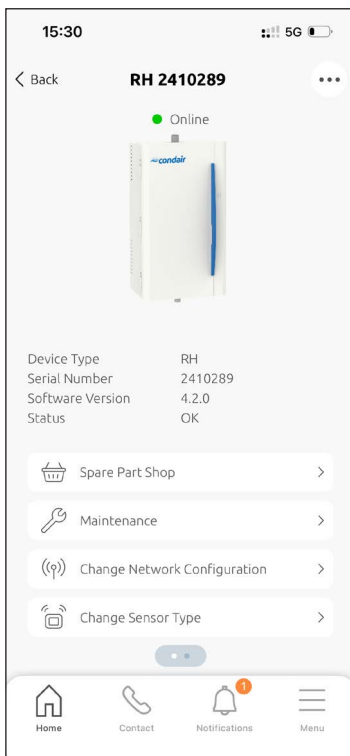 15:30
5G
Back
RH 2410289
Online
condair
Device Type RH
Serial Number 2410289
Software Version 4.2.0
Status OK
Spare Part Shop
Maintenance
Change Network Configuration
Change Sensor Type
1
Home Contact Notifications Menu